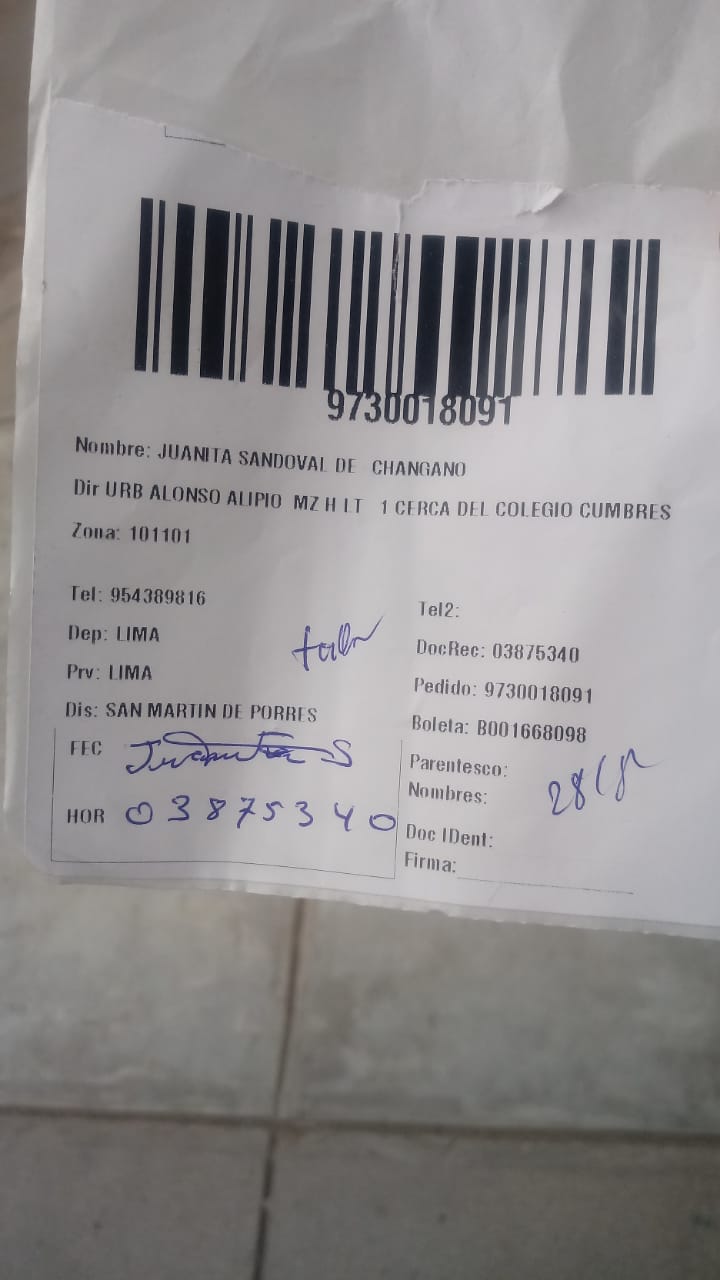 9730018091
Nombre: JUANITA SANDOVAL DE CHANGANO
Dir URB ALONSO ALIPIO MZ H LT 1 CERCA DEL COLEGIO CUMBRES
Zona: 101101
Tel: 954389816
Dep: LIMA
Prv: LIMA
Dis: SAN MARTIN DE PORRES
FEC Juanita S
HOR 03875340
Tel2:
DocRec: 03875340
Pedido: 9730018091
Boleta: B001668098
Parentesco:
Nombres:
Doc IDent:
Firma: